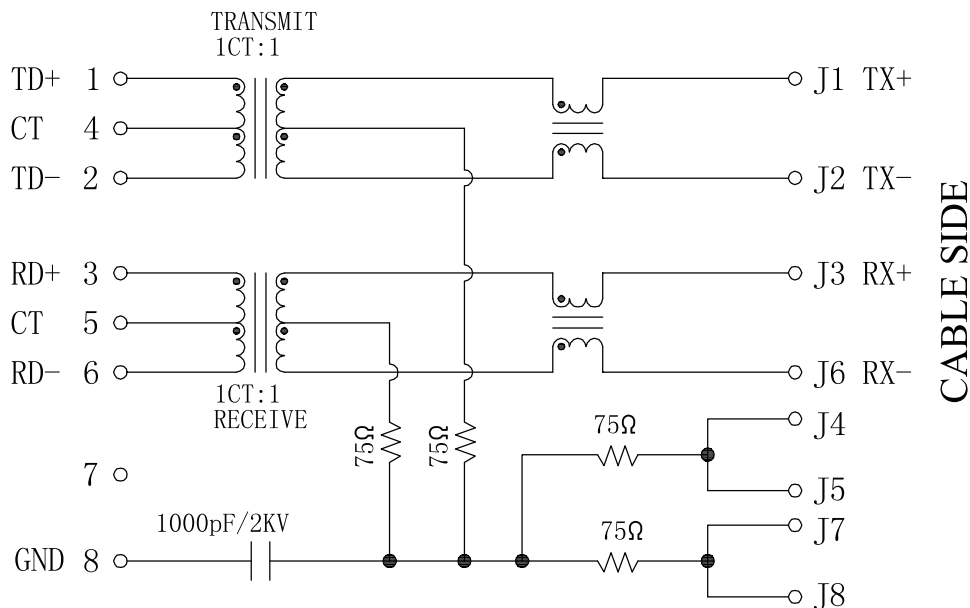 TRANSMIT
1CT:1
TD+ 1
CT 4
TD- 2
J1 TX+
J2 TX-
RD+ 3
CT 5
RD- 6
J3 RX+
J6 RX-
1CT:1
RECEIVE
CABLE SIDE
75Ω
75Ω
75Ω
J4
J5
7
1000pF/2KV
GND 8
75Ω
J7
J8